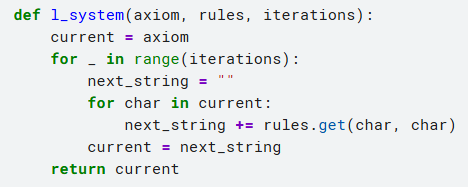 def l_system(axiom, rules, iterations):
    current = axiom
    for _ in range(iterations):
        next_string = ""
        for char in current:
            next_string += rules.get(char, char)
        current = next_string
    return current